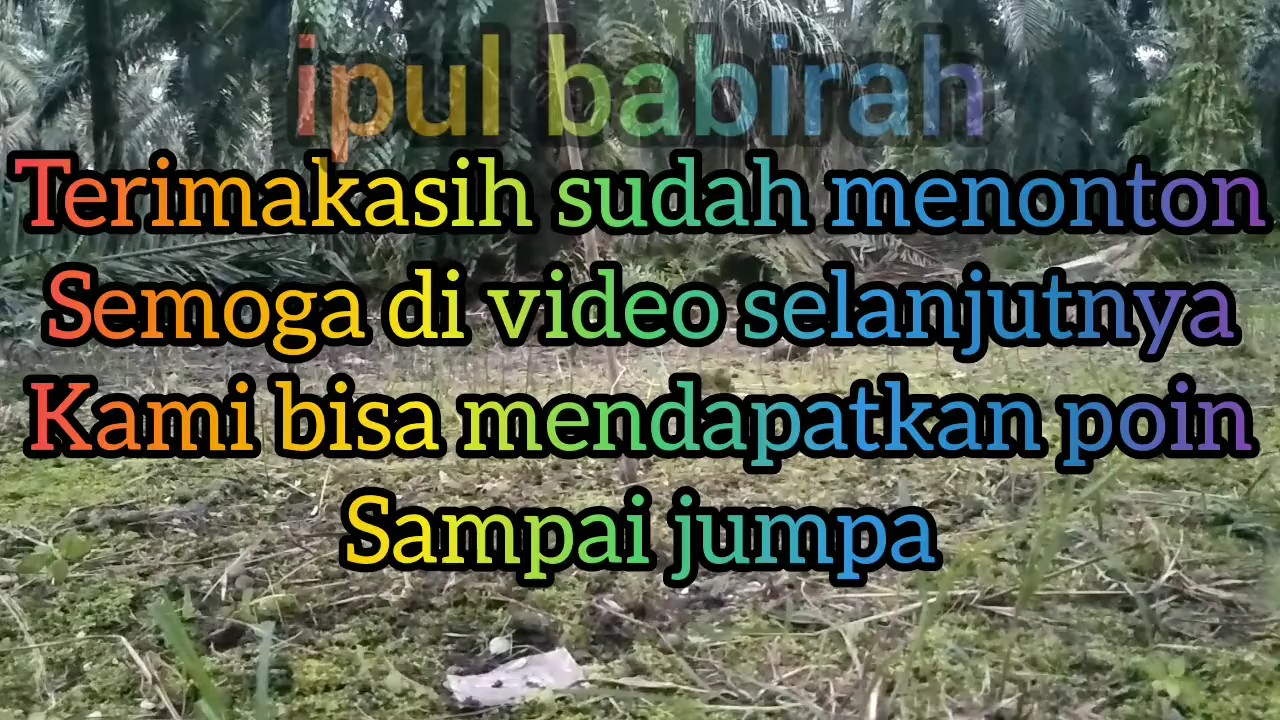 ipul babirah
Terimakasih sudah menonton
Semoga di video selanjutnya
Kami bisa mendapatkan poin
Sampai jumpa